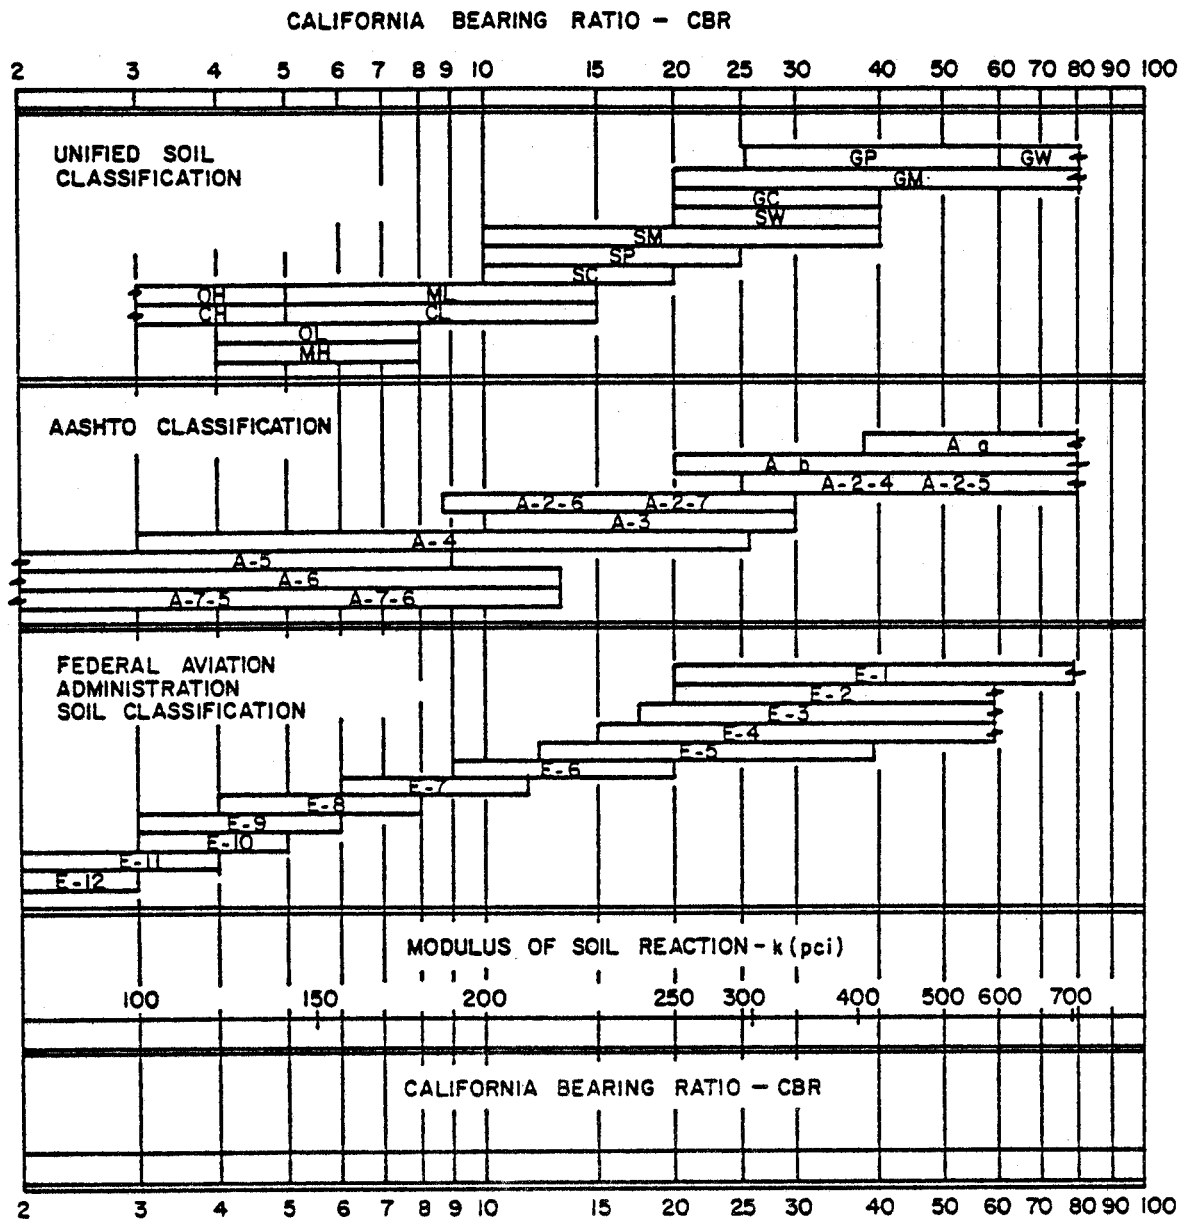 CALIFORNIA BEARING RATIO - CBR
2 3 4 5 6 7 8 9 10 15 20 25 30 40 50 60 70 80 90 100
UNIFIED SOIL
CLASSIFICATION
GP GW
GM
GC
SW
SM
SP
SC
OH ML
CH CL
OL
MH
AASHTO CLASSIFICATION
A a
A b
A-2-4 A-2-5
A-2-6 A-2-7
A-3
A-4
A-5
A-6
A-7-5 A-7-6
FEDERAL AVIATION
ADMINISTRATION
SOIL CLASSIFICATION
E-1
E-2
E-3
E-4
E-5
E-6
E-7
E-8
E-9
E-10
E-11
E-12
MODULUS OF SOIL REACTION - k (pci)
100 150 200 250 300 400 500 600 700
CALIFORNIA BEARING RATIO - CBR
2 3 4 5 6 7 8 9 10 15 20 25 30 40 50 60 70 80 90 100